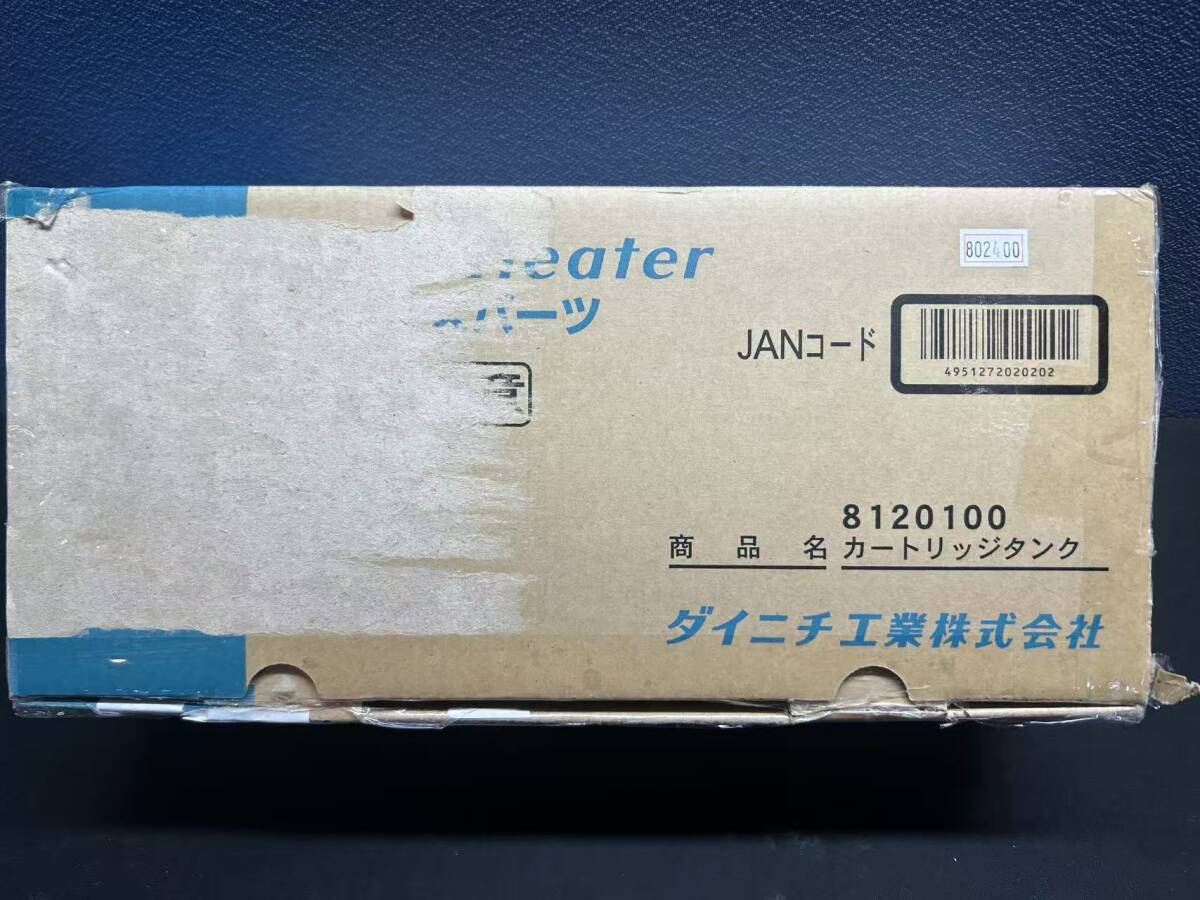 802400
eater
パーツ
JANコード
4951272020202
8120100
商品名 カートリッジタンク
ダイニチ工業株式会社